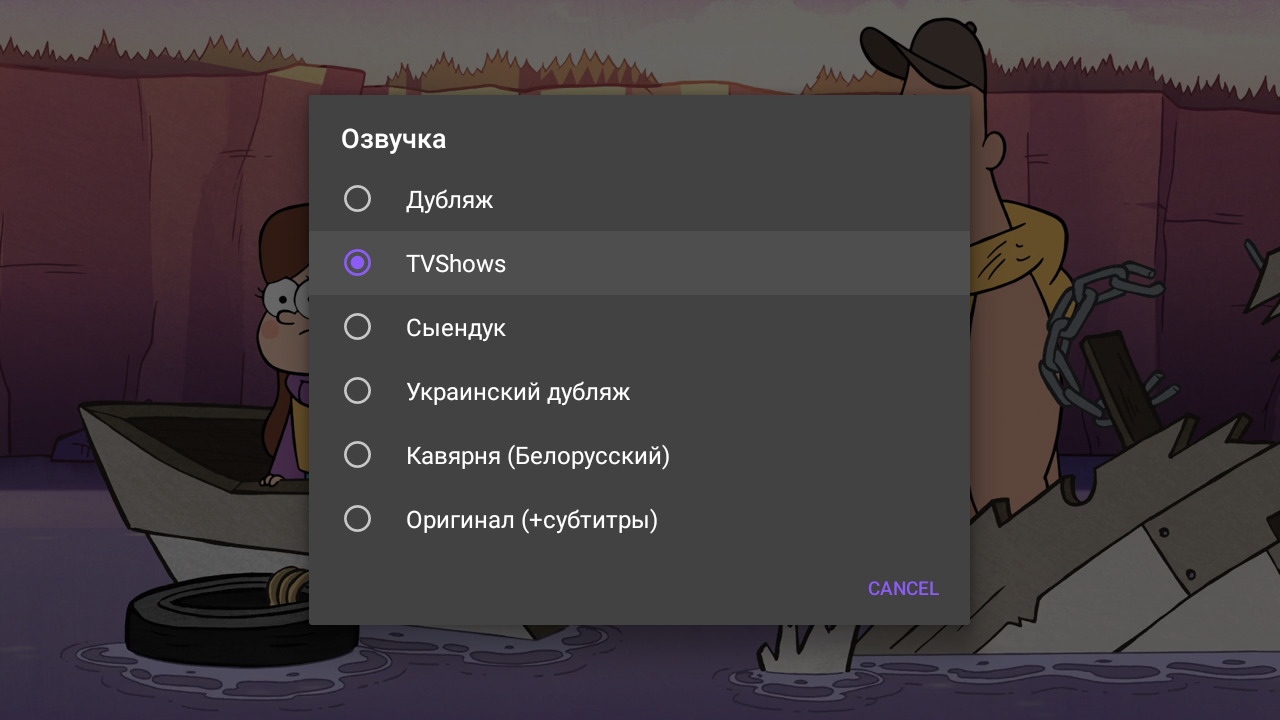 Озвучка
Дубляж
TVShows
Сыендук
Украинский дубляж
Кавярня (Белорусский)
Оригинал (+субтитры)
CANCEL